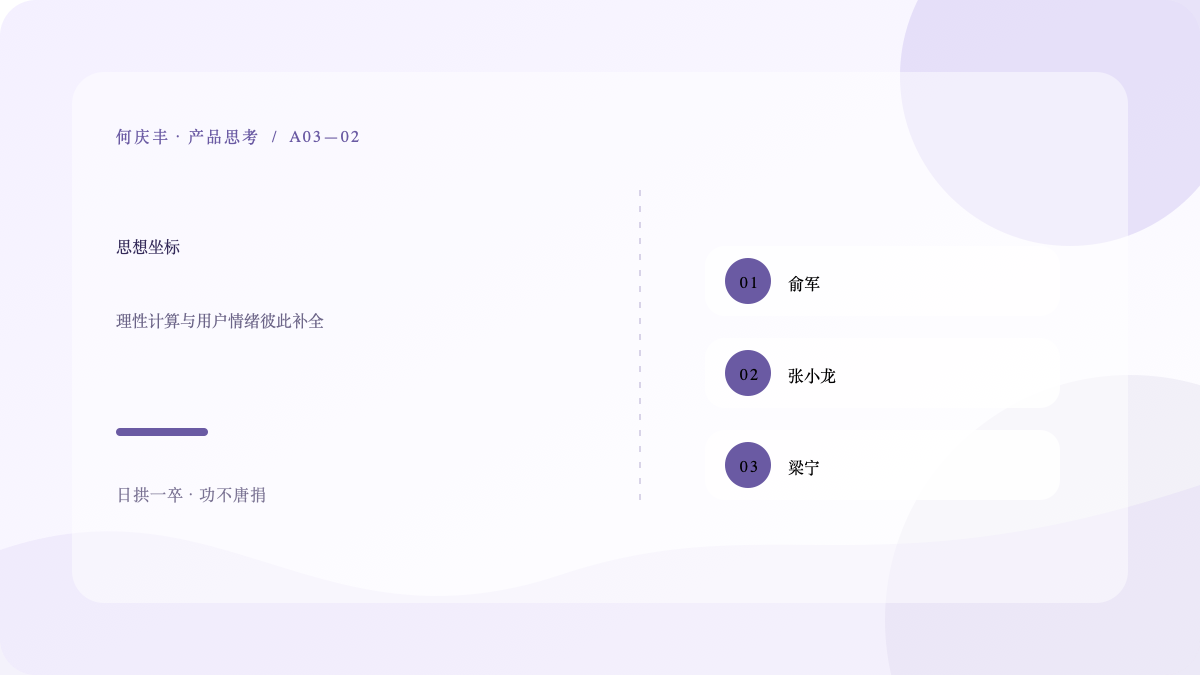 何庆丰 · 产品思考 / A03—02
思想坐标
理性计算与用户情绪彼此补全
日拱一卒 · 功不唐捐
01 俞军
02 张小龙
03 梁宁